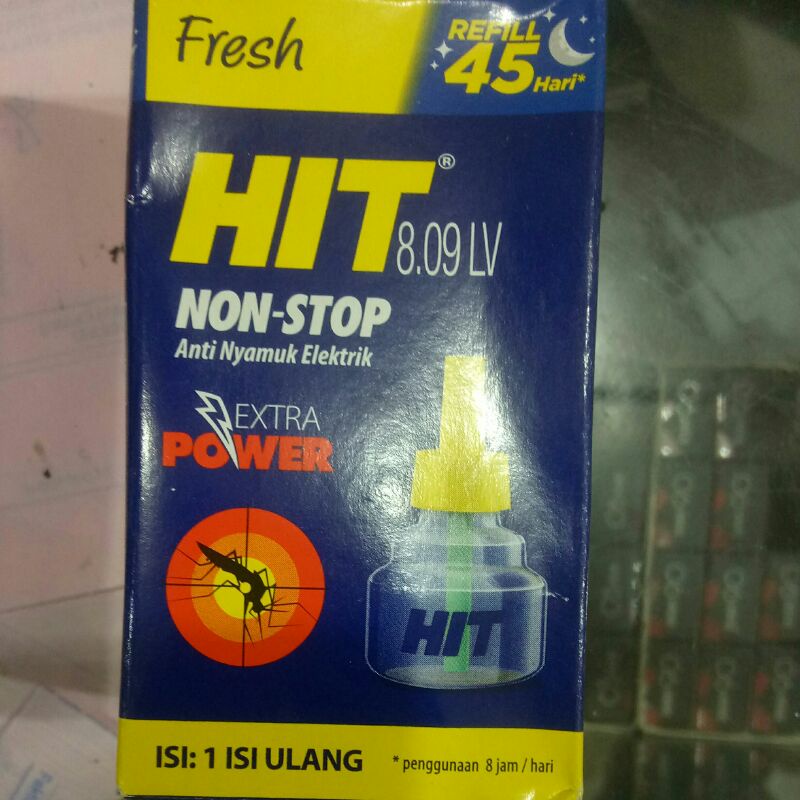 Fresh
REFILL
45 Hari*
HIT®
8.09 LV
NON-STOP
Anti Nyamuk Elektrik
EXTRA
POWER
HIT
ISI: 1 ISI ULANG
* penggunaan 8 jam / hari